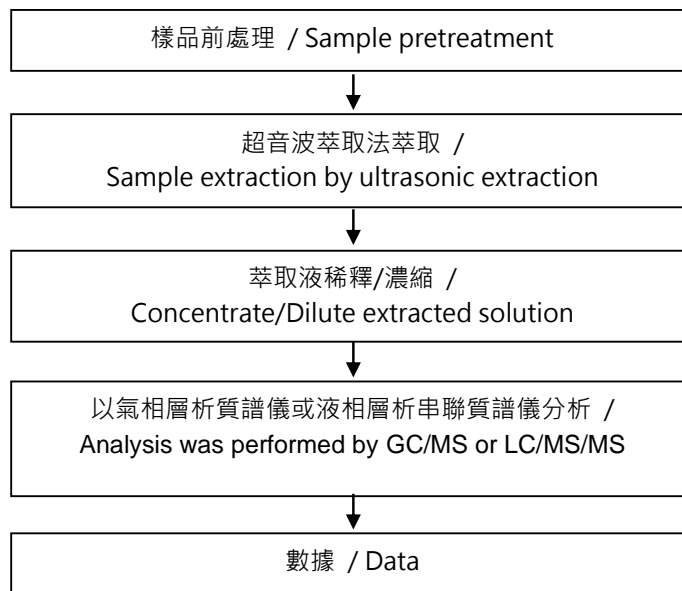 樣品前處理 / Sample pretreatment
超音波萃取法萃取 /
Sample extraction by ultrasonic extraction
萃取液稀釋/濃縮 /
Concentrate/Dilute extracted solution
以氣相層析質譜儀或液相層析串聯質譜儀分析 /
Analysis was performed by GC/MS or LC/MS/MS
數據 / Data